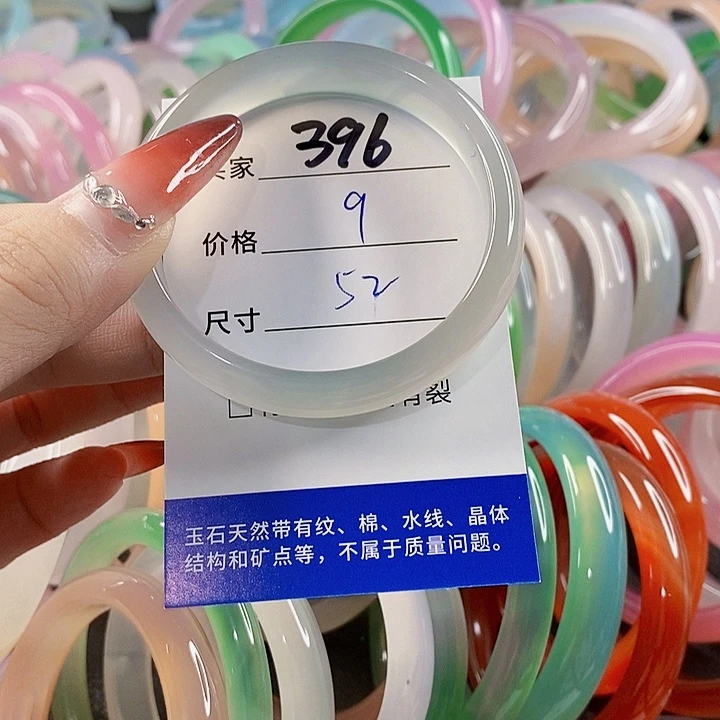 家 396
价格 9
尺寸 52
有裂
玉石天然带有纹、棉、水线、晶体
结构和矿点等，不属于质量问题。